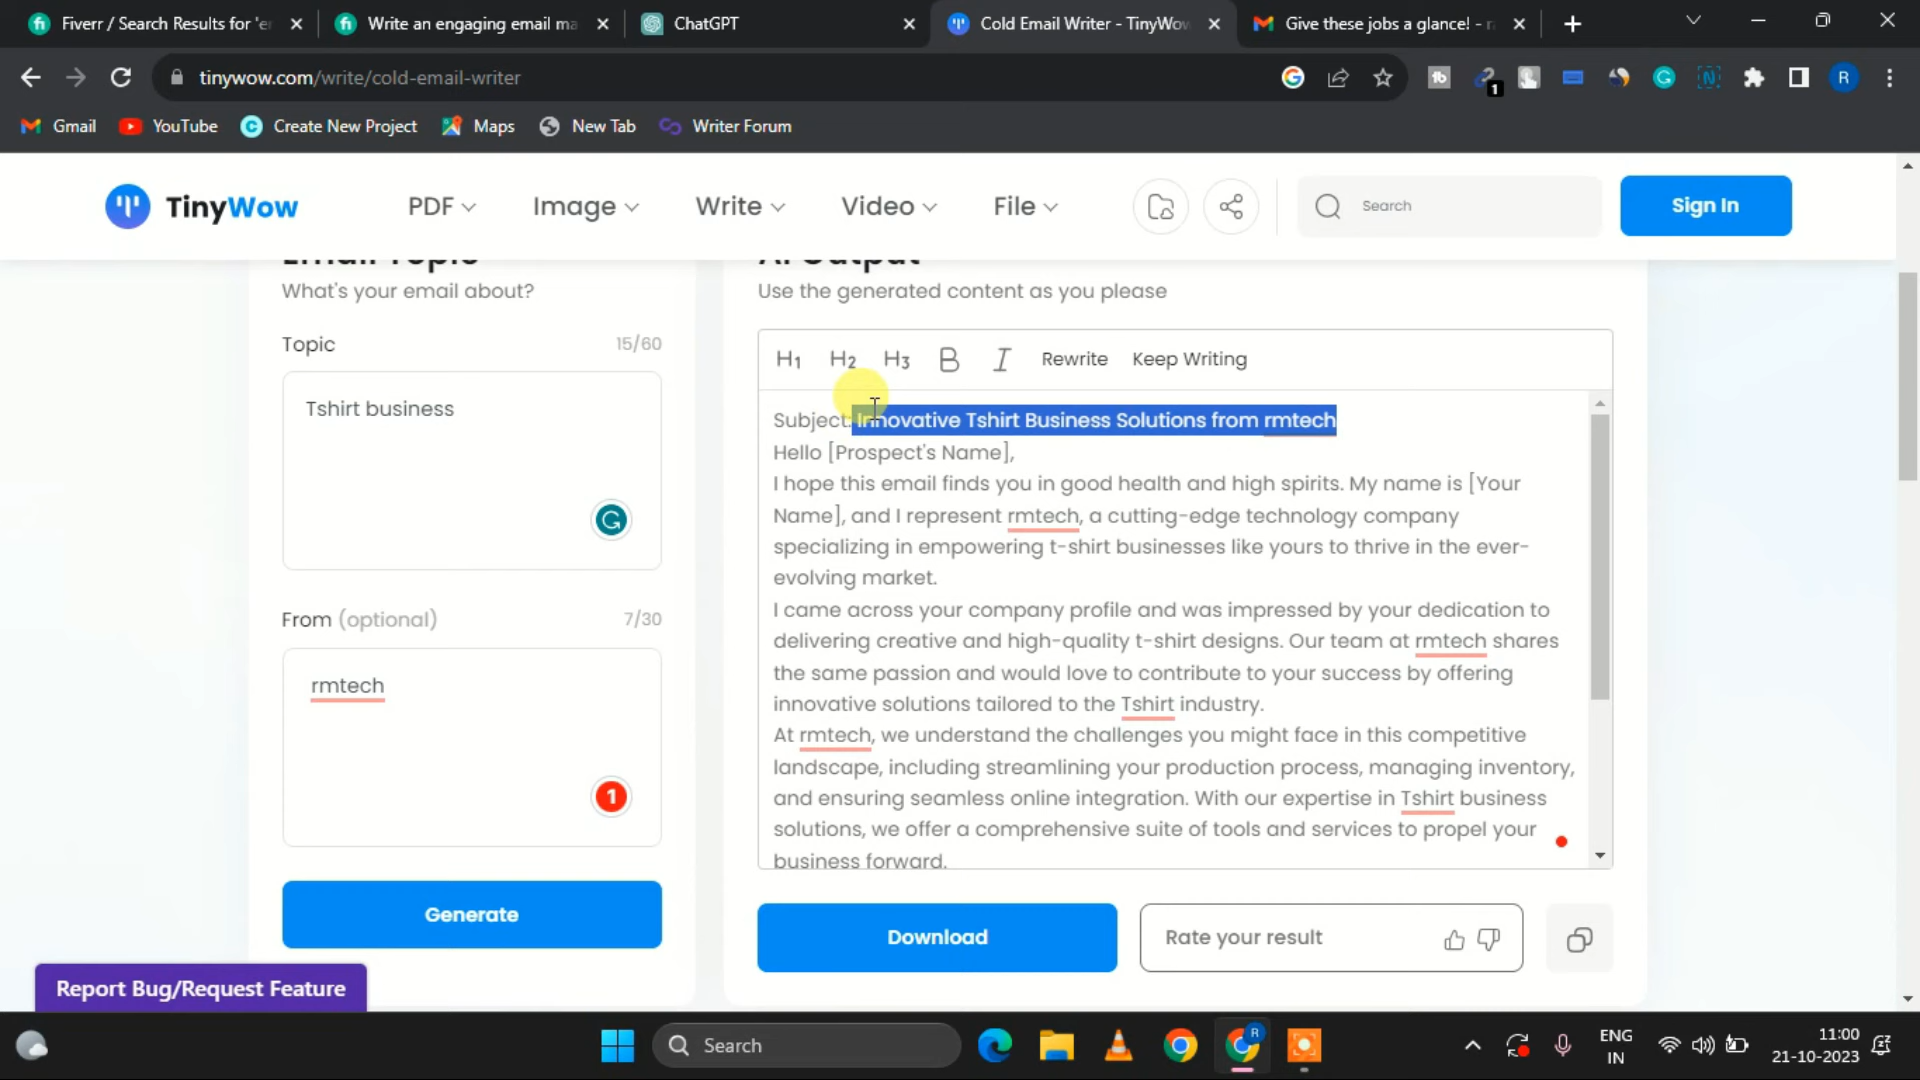 Fiverr / Search Results for 'e
Write an engaging email ma
ChatGPT
Cold Email Writer - TinyWow
Give these jobs a glance! - r
tinywow.com/write/cold-email-writer
1
R
Gmail
YouTube
Create New Project
Maps
New Tab
Writer Forum
TinyWow
PDF
Image
Write
Video
File
Search
Sign In
Email Topic
What's your email about?
Topic
15/60
Tshirt business
From (optional)
7/30
rmtech
1
Generate
AI Output
Use the generated content as you please
H1
H2
H3
B
I
Rewrite
Keep Writing
Subject: Innovative Tshirt Business Solutions from rmtech
Hello [Prospect's Name],
I hope this email finds you in good health and high spirits. My name is [Your
Name], and I represent rmtech, a cutting-edge technology company
specializing in empowering t-shirt businesses like yours to thrive in the ever-
evolving market.
I came across your company profile and was impressed by your dedication to
delivering creative and high-quality t-shirt designs. Our team at rmtech shares
the same passion and would love to contribute to your success by offering
innovative solutions tailored to the Tshirt industry.
At rmtech, we understand the challenges you might face in this competitive
landscape, including streamlining your production process, managing inventory,
and ensuring seamless online integration. With our expertise in Tshirt business
solutions, we offer a comprehensive suite of tools and services to propel your
business forward.
Download
Rate your result
Report Bug/Request Feature
Search
R
ENG
IN
11:00
21-10-2023